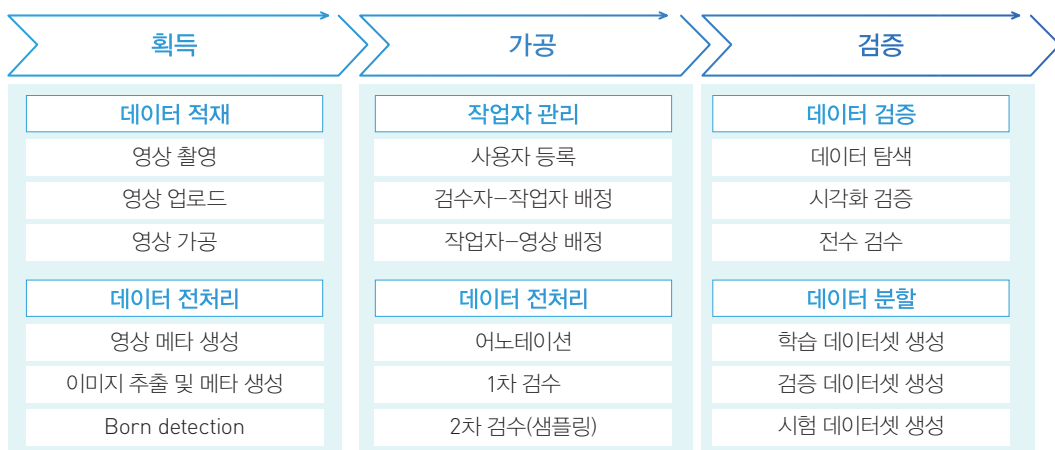 획득
가공
검증
데이터 적재
영상 촬영
영상 업로드
영상 가공
데이터 전처리
영상 메타 생성
이미지 추출 및 메타 생성
Born detection
작업자 관리
사용자 등록
검수자-작업자 배정
작업자-영상 배정
데이터 전처리
어노테이션
1차 검수
2차 검수(샘플링)
데이터 검증
데이터 탐색
시각화 검증
전수 검수
데이터 분할
학습 데이터셋 생성
검증 데이터셋 생성
시험 데이터셋 생성